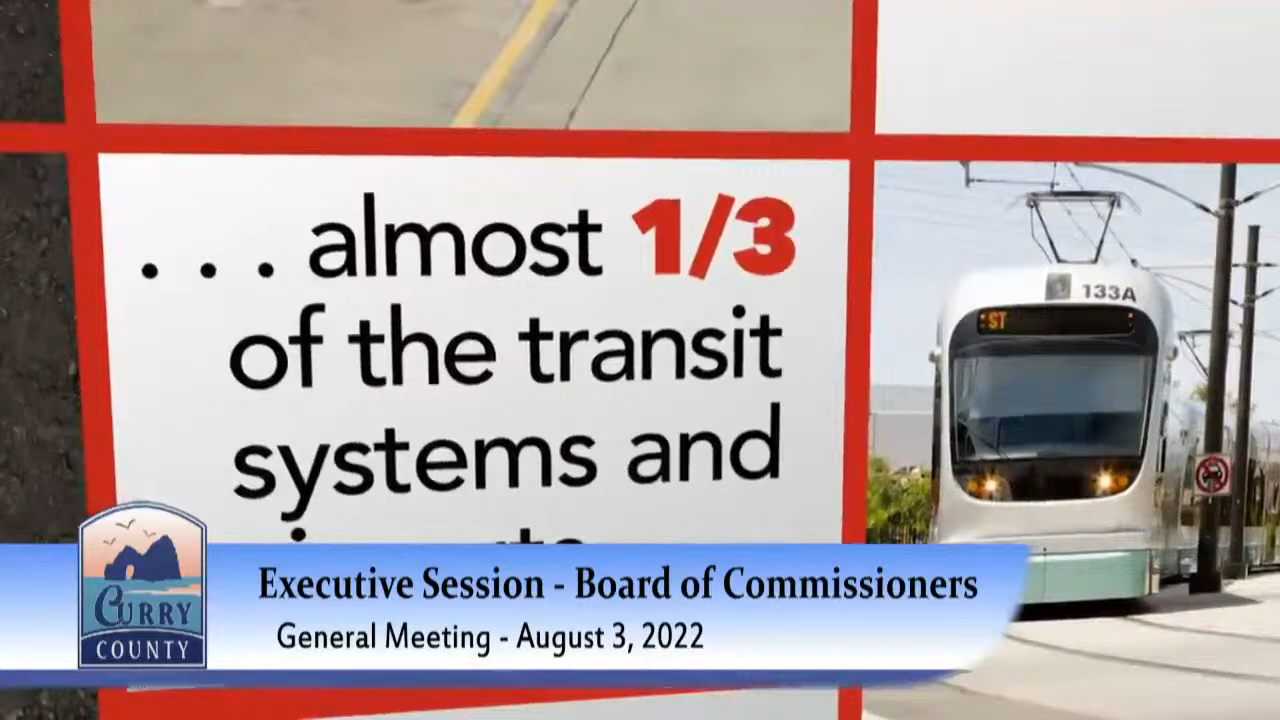 . . . almost 1/3
of the transit
systems and
133A
ST
Executive Session - Board of Commissioners
General Meeting - August 3, 2022
CURRY
COUNTY